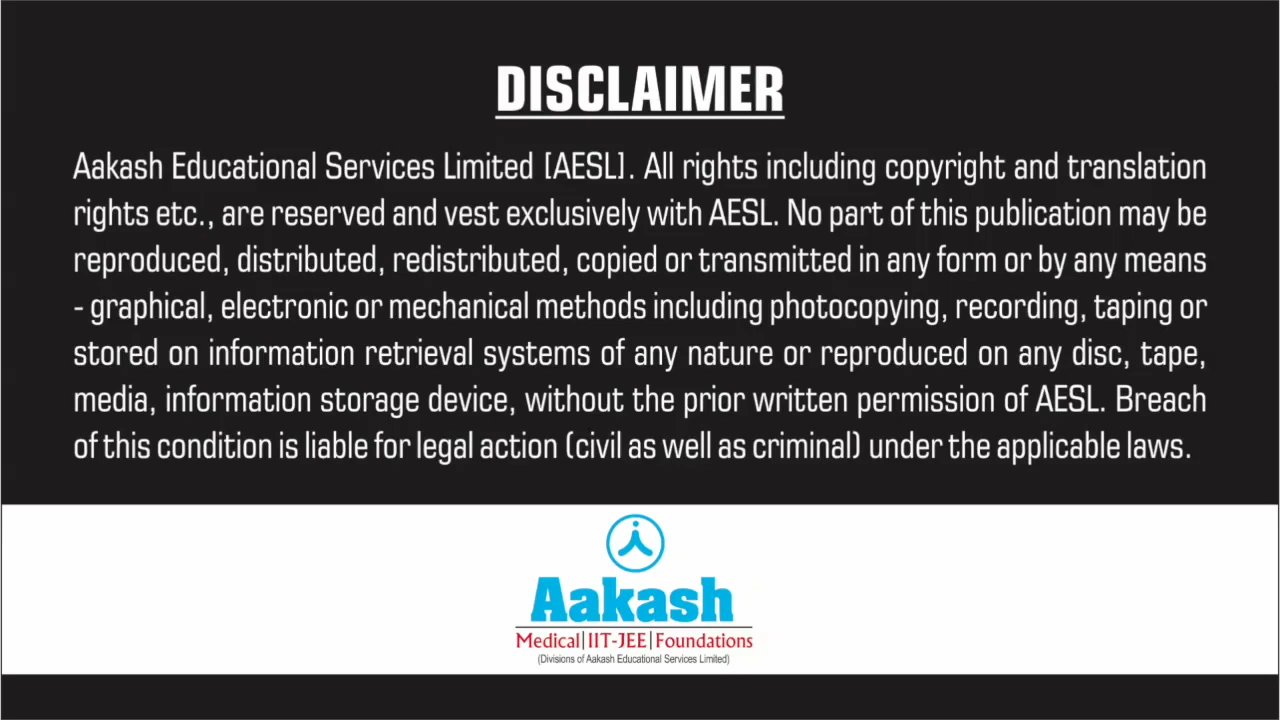 DISCLAIMER
Aakash Educational Services Limited [AESL]. All rights including copyright and translation
rights etc., are reserved and vest exclusively with AESL. No part of this publication may be
reproduced, distributed, redistributed, copied or transmitted in any form or by any means
- graphical, electronic or mechanical methods including photocopying, recording, taping or
stored on information retrieval systems of any nature or reproduced on any disc, tape,
media, information storage device, without the prior written permission of AESL. Breach
of this condition is liable for legal action (civil as well as criminal) under the applicable laws.
Aakash
Medical|IIT-JEE|Foundations
(Divisions of Aakash Educational Services Limited)